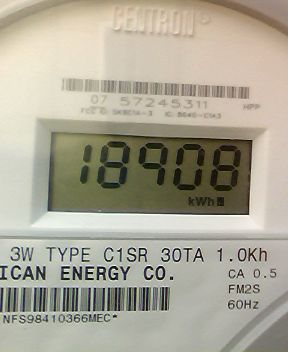 CENTRON®
07 57245311
HPP
18908
kWh
3W TYPE C1SR 30TA 1.0Kh
ICAN ENERGY CO.
CA 0.5
FM2S
60Hz
NFS98410366MEC*